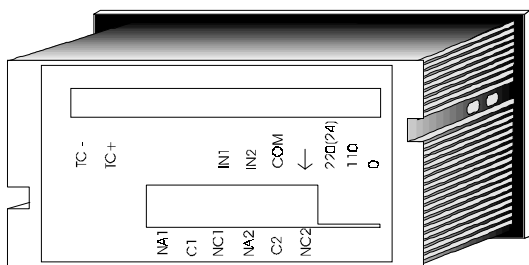 TC -
TC +
IN1
IN2
COM
↓
220(24)
110
0
NA1
C1
NC1
NA2
C2
NC2